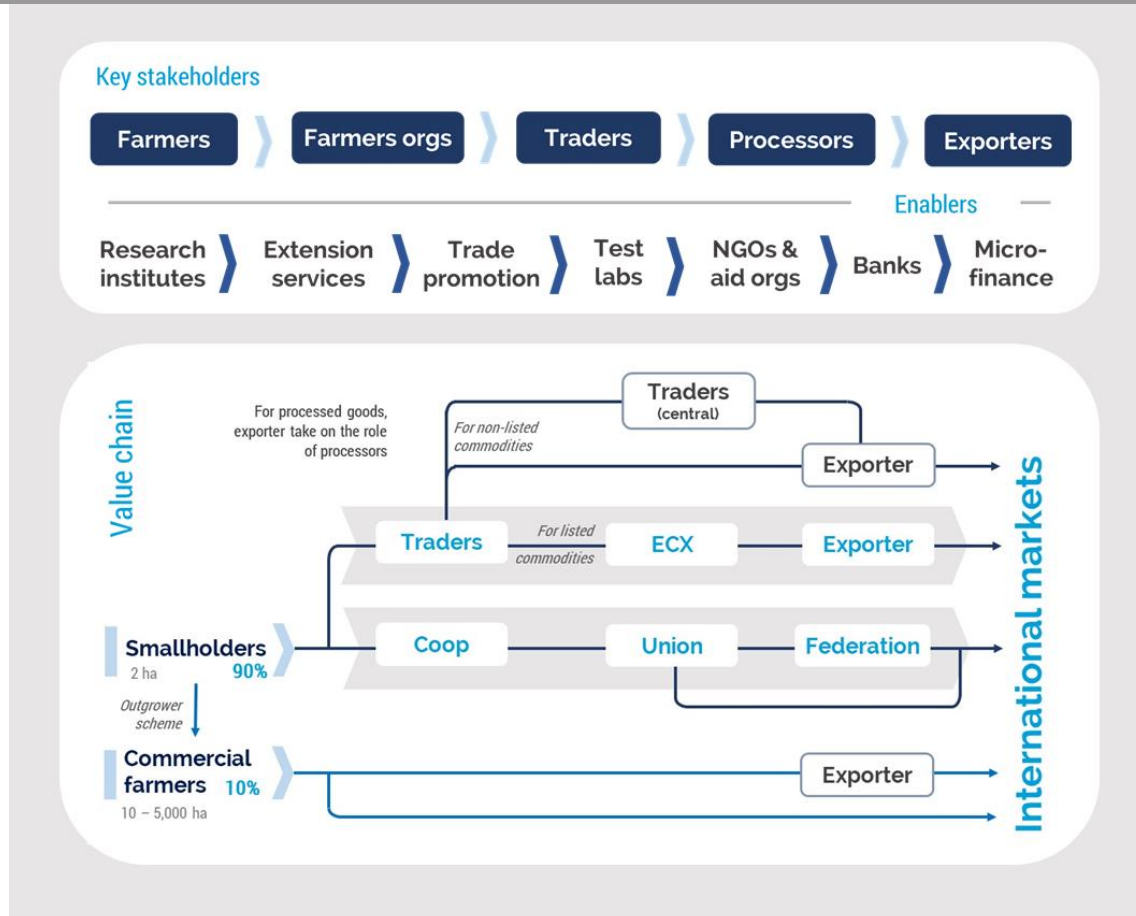 Key stakeholders
Farmers
Farmers orgs
Traders
Processors
Exporters
Enablers
Research
institutes
Extension
services
Trade
promotion
Test
labs
NGOs &
aid orgs
Banks
Micro-
finance
Value chain
For processed goods,
exporter take on the role
of processors
For non-listed
commodities
Traders
(central)
Exporter
Traders
For listed
commodities
ECX
Exporter
Smallholders
2 ha
90%
Coop
Union
Federation
Outgrower
scheme
Commercial
farmers 10%
10 – 5,000 ha
Exporter
International markets